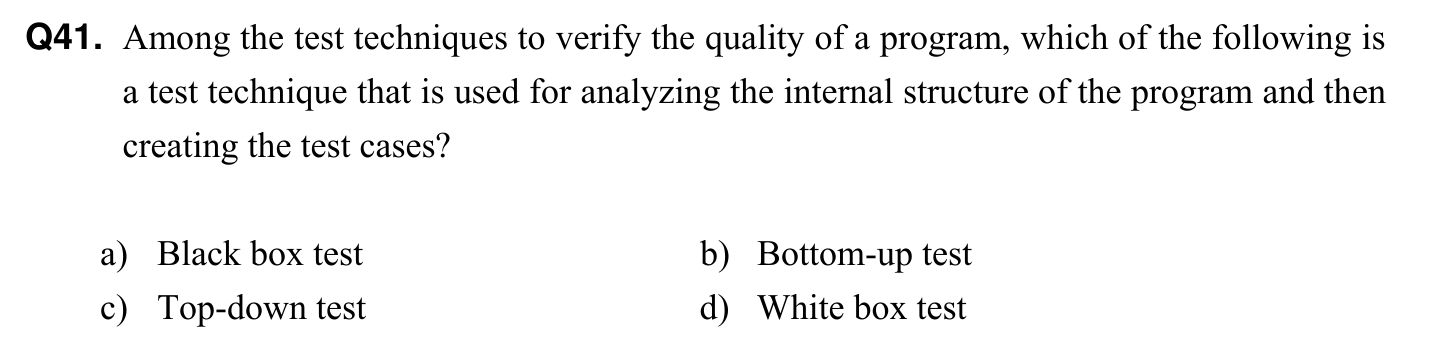 Q41. Among the test techniques to verify the quality of a program, which of the following is
a test technique that is used for analyzing the internal structure of the program and then
creating the test cases?
a) Black box test b) Bottom-up test
c) Top-down test d) White box test